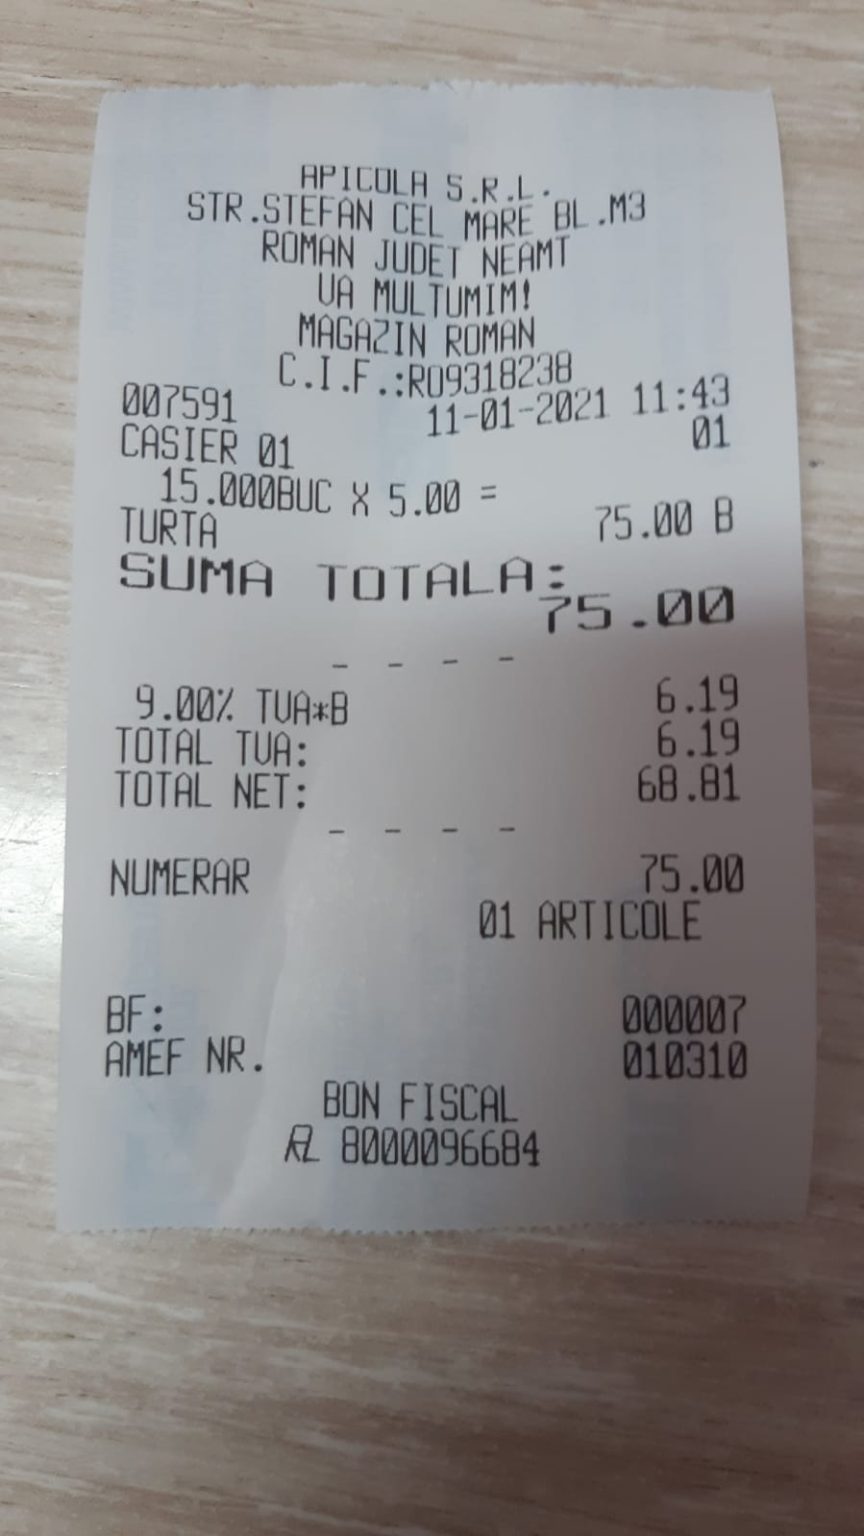 APICOLA S.R.L.
STR.STEFAN CEL MARE BL.M3
ROMAN JUDET NEAMT
VA MULTUMIM!
MAGAZIN ROMAN
C.I.F.:RO9318238
007591 11-01-2021 11:43
CASIER 01 01
15.000BUC X 5.00 =
TURTA 75.00 B
SUMA TOTALA:
75.00
- - - -
9.00% TVA*B 6.19
TOTAL TVA: 6.19
TOTAL NET: 68.81
- - - -
NUMERAR 75.00
01 ARTICOLE
BF: 000007
AMEF NR. 010310
BON FISCAL
8000096684